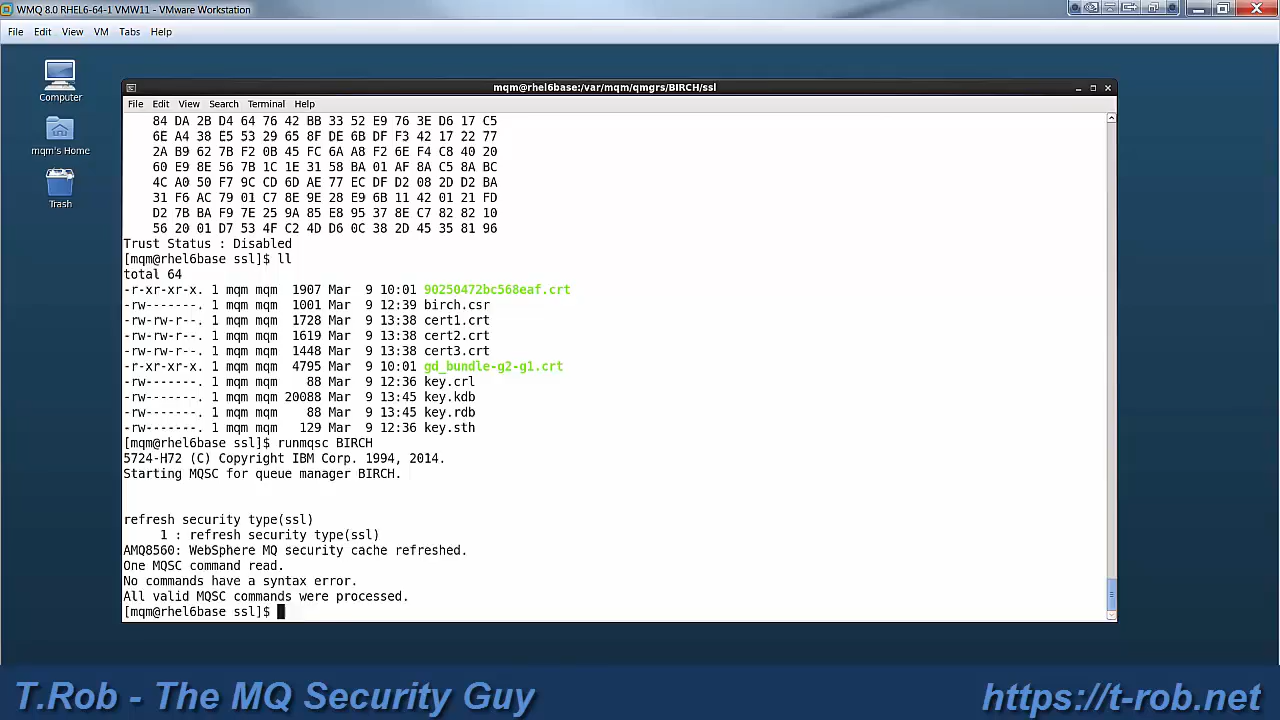 WMQ 8.0 RHEL6-64-1 VMW11 - VMware Workstation
File Edit View VM Tabs Help
Computer
mqm's Home
Trash
mqm@rhel6base:/var/mqm/qmgrs/BIRCH/ssl
File Edit View Search Terminal Help
84 DA 2B D4 64 76 42 BB 33 52 E9 76 3E D6 17 C5
6E A4 38 E5 53 29 65 8F DE 6B DF F3 42 17 22 77
2A B9 62 7B F2 0B 45 FC 6A A8 F2 6E F4 C8 40 20
60 E9 8E 56 7B 1C 1E 31 58 BA 01 AF 8A C5 8A BC
4C A0 50 F7 9C CD 6D AE 77 EC DF D2 08 2D D2 BA
31 F6 AC 79 01 C7 8E 9E 28 E9 6B 11 42 01 21 FD
D2 7B BA F9 7E 25 9A 85 E8 95 37 8E C7 82 82 10
56 20 01 D7 53 4F C2 4D D6 0C 38 2D 45 35 81 96
Trust Status : Disabled
[mqm@rhel6base ssl]$ ll
total 64
-r-xr-xr-x. 1 mqm mqm 1907 Mar 9 10:01 90250472bc568eaf.crt
-rw-------. 1 mqm mqm 1001 Mar 9 12:39 birch.csr
-rw-rw-r--. 1 mqm mqm 1728 Mar 9 13:38 cert1.crt
-rw-rw-r--. 1 mqm mqm 1619 Mar 9 13:38 cert2.crt
-rw-rw-r--. 1 mqm mqm 1448 Mar 9 13:38 cert3.crt
-r-xr-xr-x. 1 mqm mqm 4795 Mar 9 10:01 gd_bundle-g2-g1.crt
-rw-------. 1 mqm mqm 88 Mar 9 12:36 key.crl
-rw-------. 1 mqm mqm 20088 Mar 9 13:45 key.kdb
-rw-------. 1 mqm mqm 88 Mar 9 13:45 key.rdb
-rw-------. 1 mqm mqm 129 Mar 9 12:36 key.sth
[mqm@rhel6base ssl]$ runmqsc BIRCH
5724-H72 (C) Copyright IBM Corp. 1994, 2014.
Starting MQSC for queue manager BIRCH.
refresh security type(ssl)
1 : refresh security type(ssl)
AMQ8560: WebSphere MQ security cache refreshed.
One MQSC command read.
No commands have a syntax error.
All valid MQSC commands were processed.
[mqm@rhel6base ssl]$
T.Rob - The MQ Security Guy
https://t-rob.net